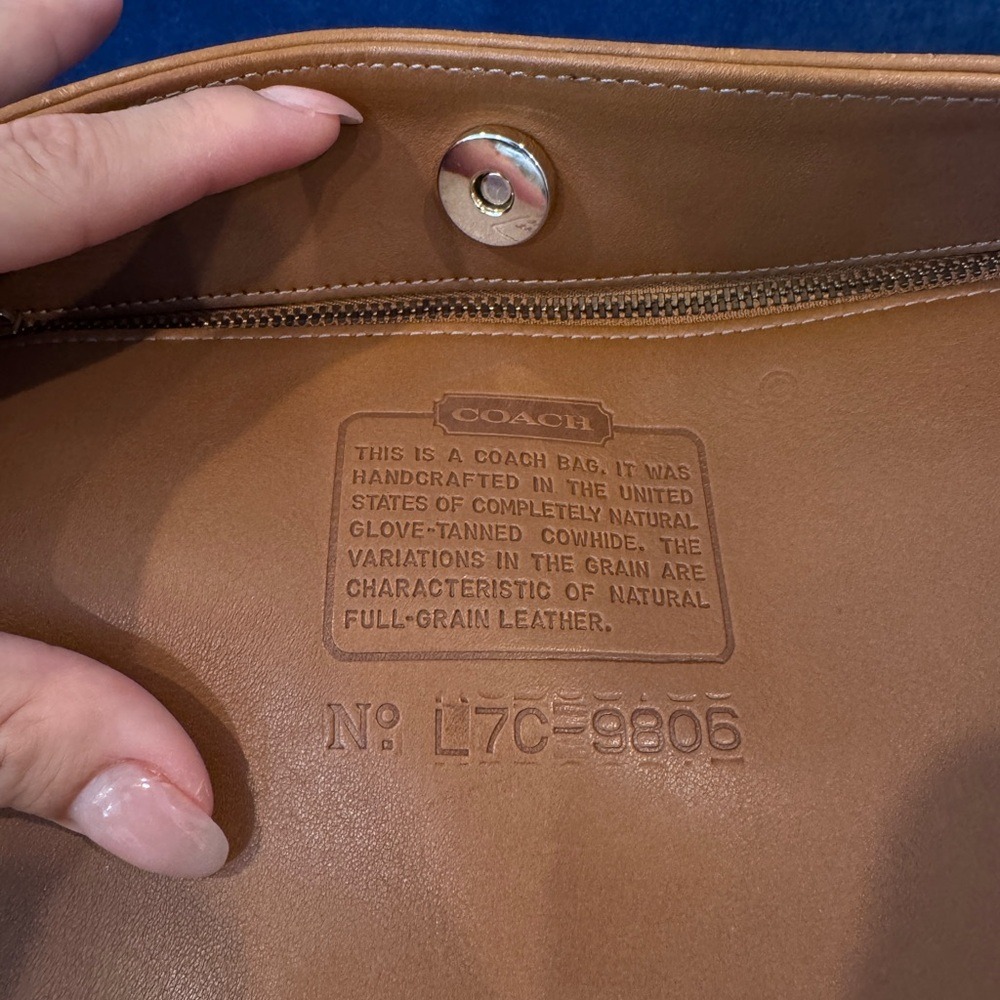 COACH
THIS IS A COACH BAG. IT WAS
HANDCRAFTED IN THE UNITED
STATES OF COMPLETELY NATURAL
GLOVE-TANNED COWHIDE. THE
VARIATIONS IN THE GRAIN ARE
CHARACTERISTIC OF NATURAL
FULL-GRAIN LEATHER.
Nº: L7C-9806